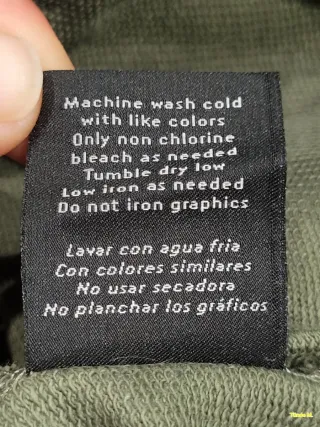 Machine wash cold
with like colors
Only non chlorine
bleach as needed
Tumble dry low
Low iron as needed
Do not iron graphics
Lavar con agua fria
Con colores similares
No usar secadora
No planchar los gráficos